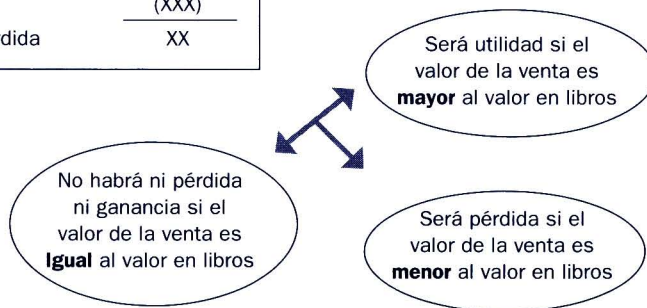 (XXX)
dida XX
Será utilidad si el
valor de la venta es
mayor al valor en libros
No habrá ni pérdida
ni ganancia si el
valor de la venta es
Igual al valor en libros
Será pérdida si el
valor de la venta es
menor al valor en libros